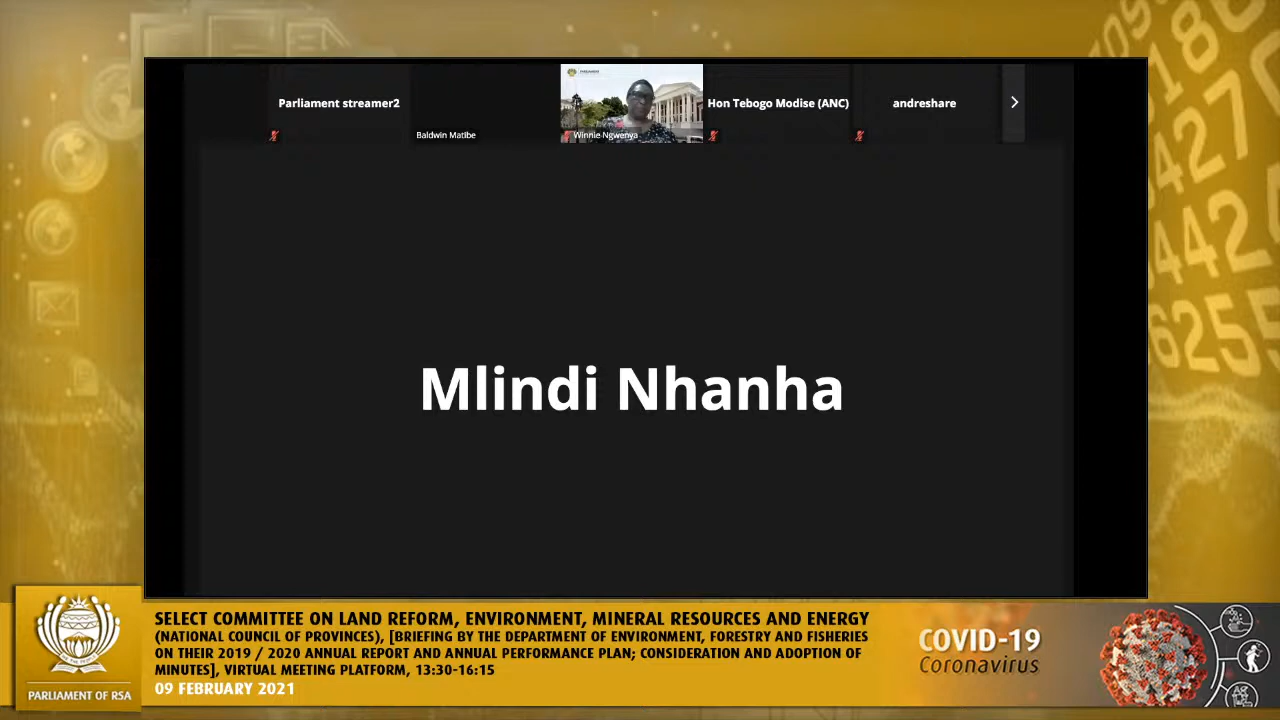 Parliament streamer2
Baldwin Matibe
Winnie Ngwenya
Hon Tebogo Modise (ANC)
andreshare
Mlindi Nhanha
SELECT COMMITTEE ON LAND REFORM, ENVIRONMENT, MINERAL RESOURCES AND ENERGY
(NATIONAL COUNCIL OF PROVINCES), [BRIEFING BY THE DEPARTMENT OF ENVIRONMENT, FORESTRY AND FISHERIES
ON THEIR 2019 / 2020 ANNUAL REPORT AND ANNUAL PERFORMANCE PLAN; CONSIDERATION AND ADOPTION OF
MINUTES], VIRTUAL MEETING PLATFORM, 13:30-16:15
09 FEBRUARY 2021
PARLIAMENT OF RSA
COVID-19
Coronavirus